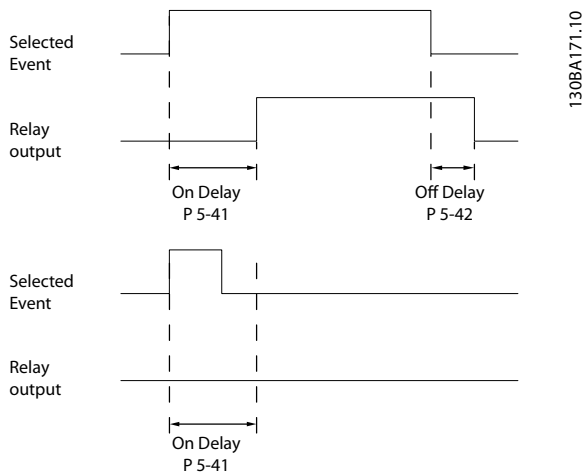 Selected
Event
130BA171.10
Relay
output
On Delay
P 5-41
Off Delay
P 5-42
Selected
Event
Relay
output
On Delay
P 5-41